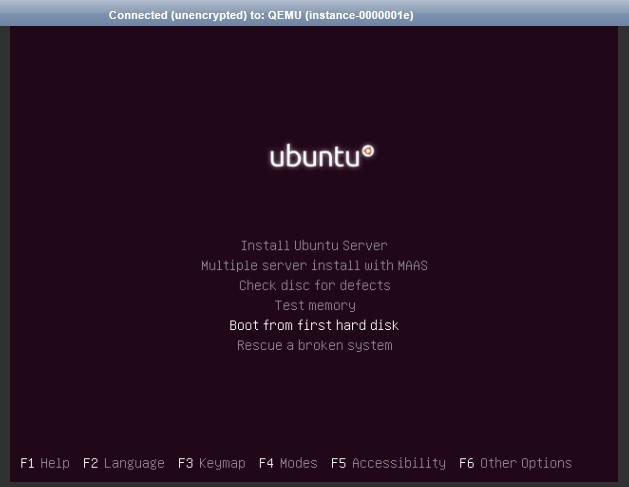 Connected (unencrypted) to: QEMU (instance-0000001e)
ubuntu
Install Ubuntu Server
Multiple server install with MAAS
Check disc for defects
Test memory
Boot from first hard disk
Rescue a broken system
F1 Help F2 Language F3 Keymap F4 Modes F5 Accessibility F6 Other Options